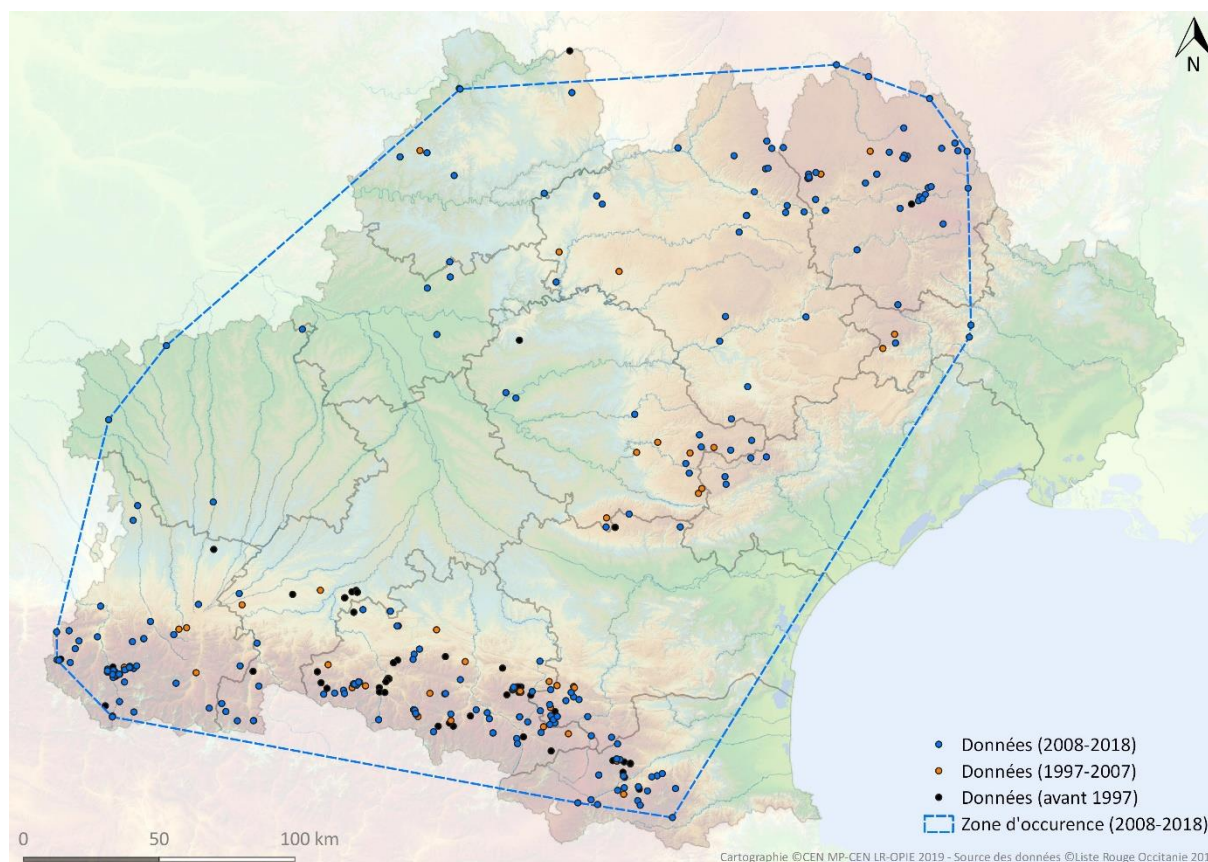 N
Données (2008-2018)
Données (1997-2007)
Données (avant 1997)
Zone d'occurence (2008-2018)
0 50 100 km
Cartographie ©CEN MP-CEN LR-OPIE 2019 - Source des données ©Liste Rouge Occitanie 201